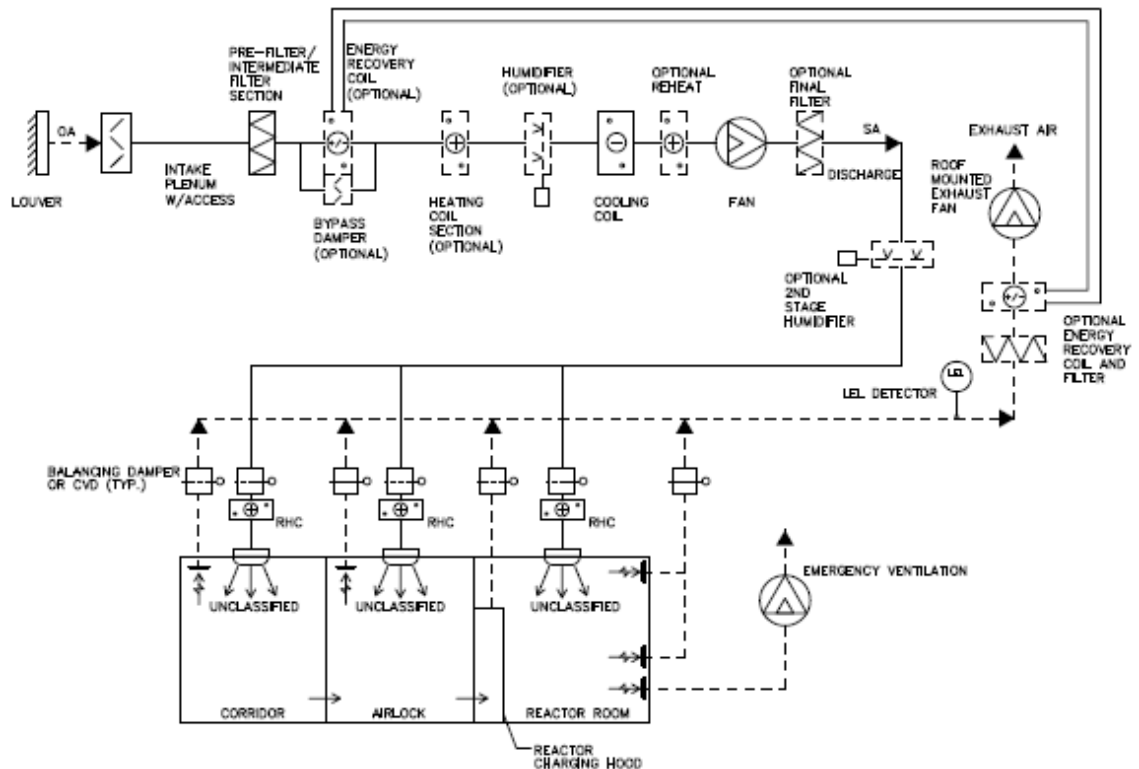 PRE-FILTER/
INTERMEDIATE
FILTER
SECTION
ENERGY
RECOVERY
COIL
(OPTIONAL)
HUMIDIFIER
(OPTIONAL)
OPTIONAL
REHEAT
OPTIONAL
FINAL
FILTER
OA
SA
EXHAUST AIR
LOUVER
INTAKE
PLENUM
W/ACCESS
+/-
BYPASS
DAMPER
(OPTIONAL)
HEATING
COIL
SECTION
(OPTIONAL)
COOLING
COIL
FAN
DISCHARGE
ROOF
MOUNTED
EXHAUST
FAN
OPTIONAL
2ND
STAGE
HUMIDIFIER
+/-
OPTIONAL
ENERGY
RECOVERY
COIL AND
FILTER
LEL
LEL DETECTOR
BALANCING DAMPER
OR CVD (TYP.)
RHC
RHC
RHC
UNCLASSIFIED
UNCLASSIFIED
UNCLASSIFIED
EMERGENCY VENTILATION
CORRIDOR
AIRLOCK
REACTOR ROOM
REACTOR
CHARGING HOOD